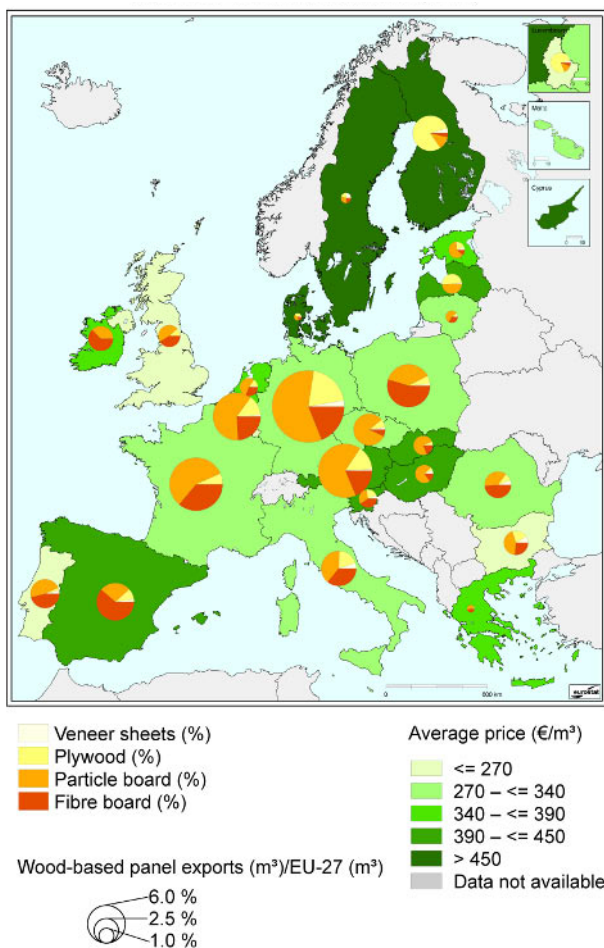 Luxembourg
Malta
Cyprus
0
600 km
eurostat
Veneer sheets (%)
Plywood (%)
Particle board (%)
Fibre board (%)
Average price (€/m³)
<= 270
270 – <= 340
340 – <= 390
390 – <= 450
> 450
Data not available
Wood-based panel exports (m³)/EU-27 (m³)
6.0 %
2.5 %
1.0 %